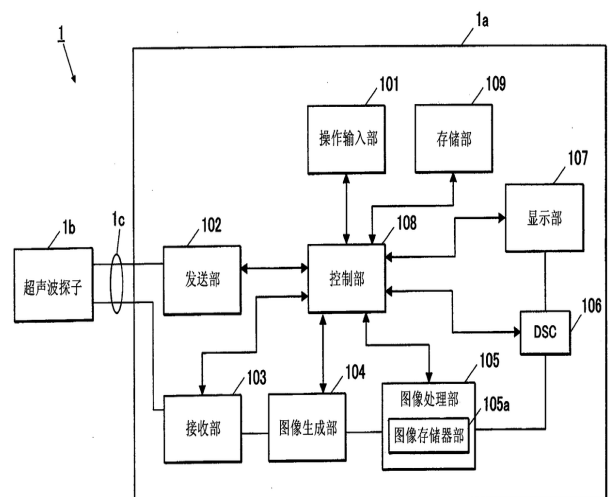 1
1a
101
操作输入部
109
存储部
107
显示部
1b
超声波探子
1c
102
发送部
108
控制部
106
DSC
103
接收部
104
图像生成部
105
图像处理部
105a
图像存储器部